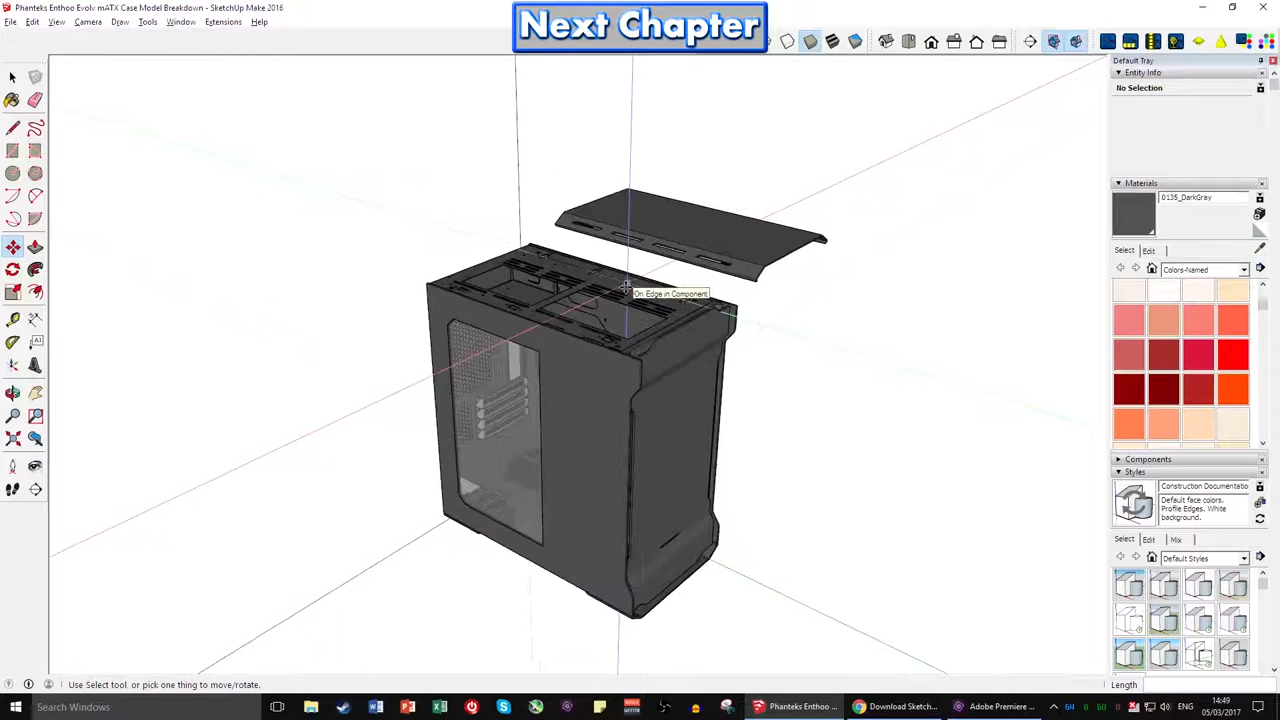 Phanteks Enthoo Evolv mATX Case Model Breakdown - SketchUp Make 2016
Next Chapter
File Edit View Camera Draw Tools Window Extensions Help
Default Tray
Entity Info
No Selection
Materials
0135_DarkGray
Select Edit
Colors-Named
On Edge in Component
Components
Styles
Construction Documentatio
Default face colors.
Profile Edges. White
background.
Select Edit Mix
Default Styles
Use Select tool, or pick one thing to move/rotate.
Length
Search Windows
Phanteks Enthoo ...
Download Sketch...
Adobe Premiere ...
14:49
05/03/2017